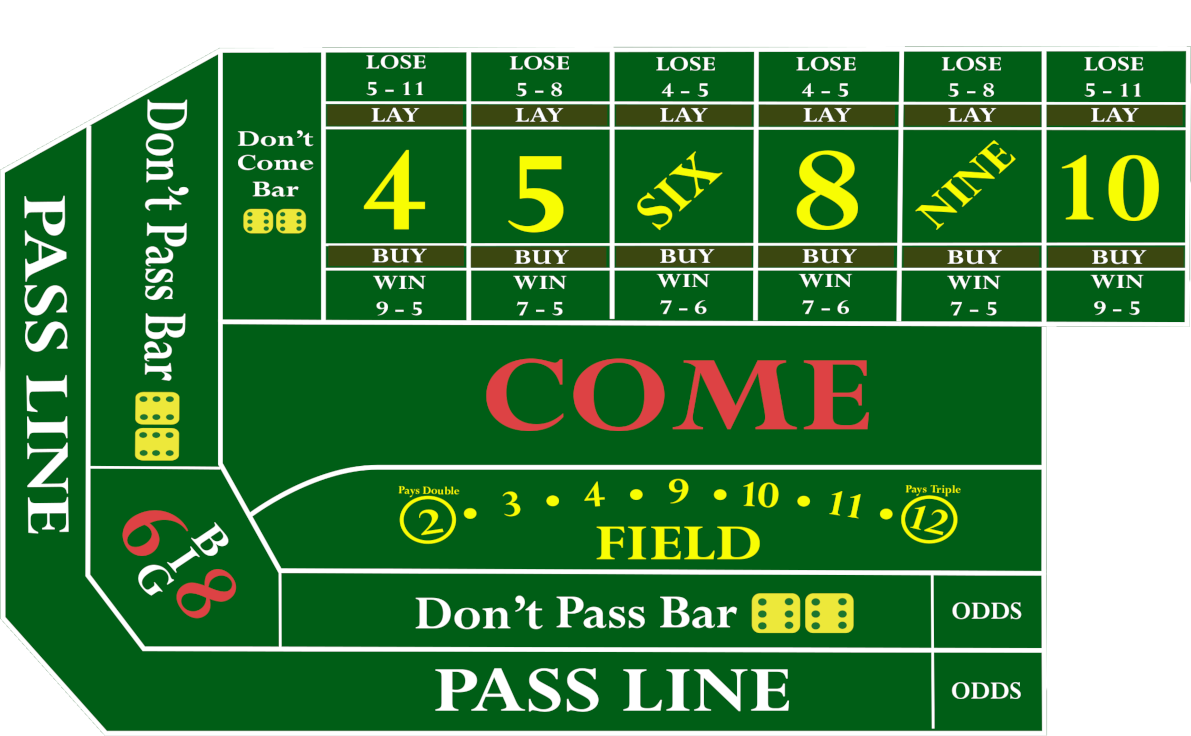 LOSE
5 – 11
LAY
4
BUY
WIN
9 – 5
LOSE
5 – 8
LAY
5
BUY
WIN
7 – 5
LOSE
4 – 5
LAY
SIX
BUY
WIN
7 – 6
LOSE
4 – 5
LAY
8
BUY
WIN
7 – 6
LOSE
5 – 8
LAY
NINE
BUY
WIN
7 – 5
LOSE
5 – 11
LAY
10
BUY
WIN
9 – 5
Don't
Come
Bar
Don't Pass Bar
PASS LINE
COME
Pays Double
2 • 3 • 4 • 9 • 10 • 11 • 12
Pays Triple
FIELD
6 BIG 8
Don't Pass Bar
ODDS
PASS LINE
ODDS